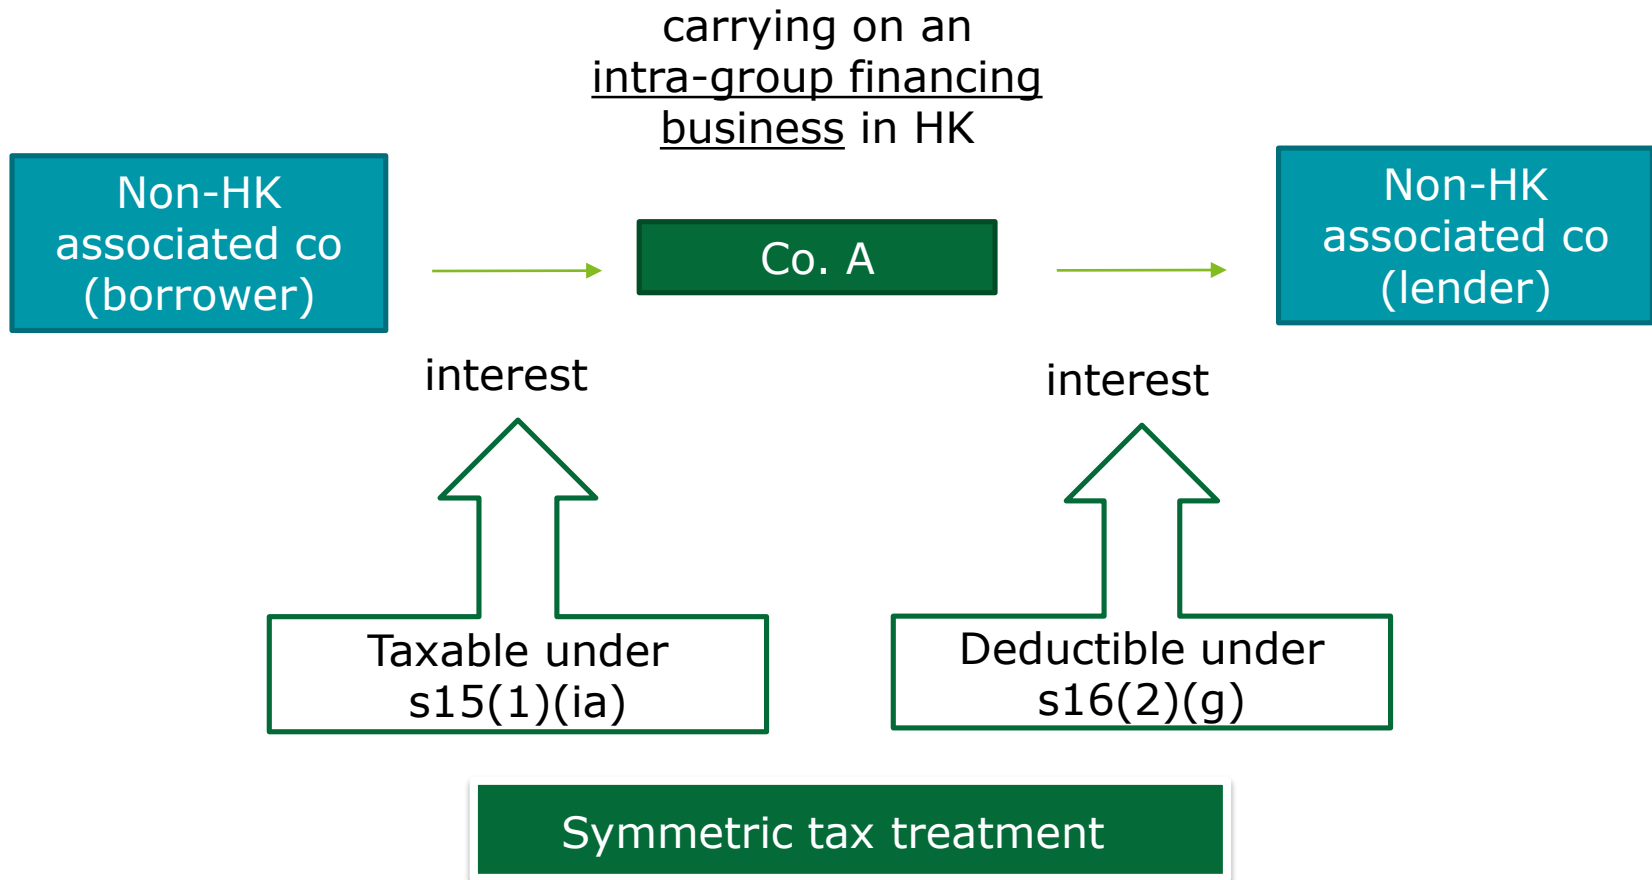 carrying on an
intra-group financing
business in HK
Non-HK
associated co
(borrower)
Co. A
Non-HK
associated co
(lender)
interest
interest
Taxable under
s15(1)(ia)
Deductible under
s16(2)(g)
Symmetric tax treatment